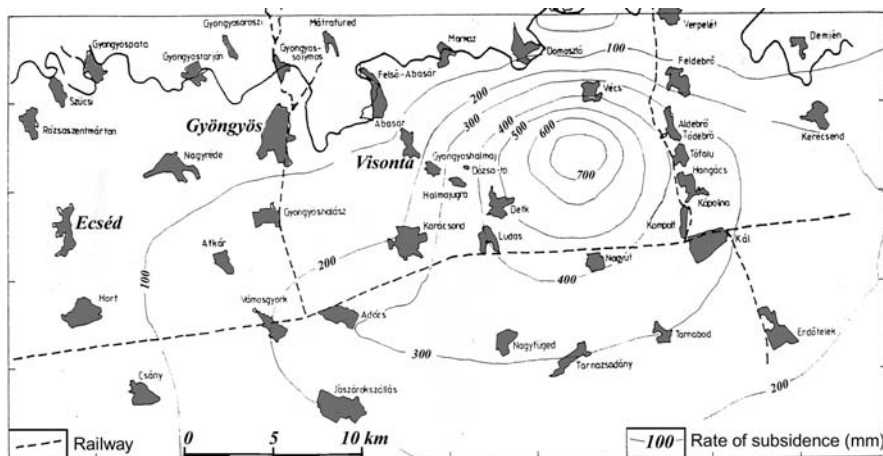 Gyöngyösoroszi
Mátrafüred
Verpelét
Gyöngyöspata
Gyöngyöstarján
Gyöngyös-
solymos
Markaz
Domoszló
100
Demjén
Felső-Abasár
Feldebrő
Szücsi
200
Vécs
Rózsaszentmárton
Gyöngyös
Abasár
300
400
500
600
Aldebrő
Tódebrő
Kerecsend
Visonta
Nagyréde
Gyöngyöshalmaj
Tófalu
Halmajugra
700
Hangács
Kápolna
Detk
Ecséd
Gyöngyöshalász
Karácsond
Ludas
Kompolt
Kál
Atkár
200
400
Nagyút
100
Hort
Vámosgyörk
Adács
300
Nagyfüged
Tarnabod
Erdőtelek
Tarnazsadány
Csány
Jászárokszállás
200
0 5 10 km
Railway
100 Rate of subsidence (mm)